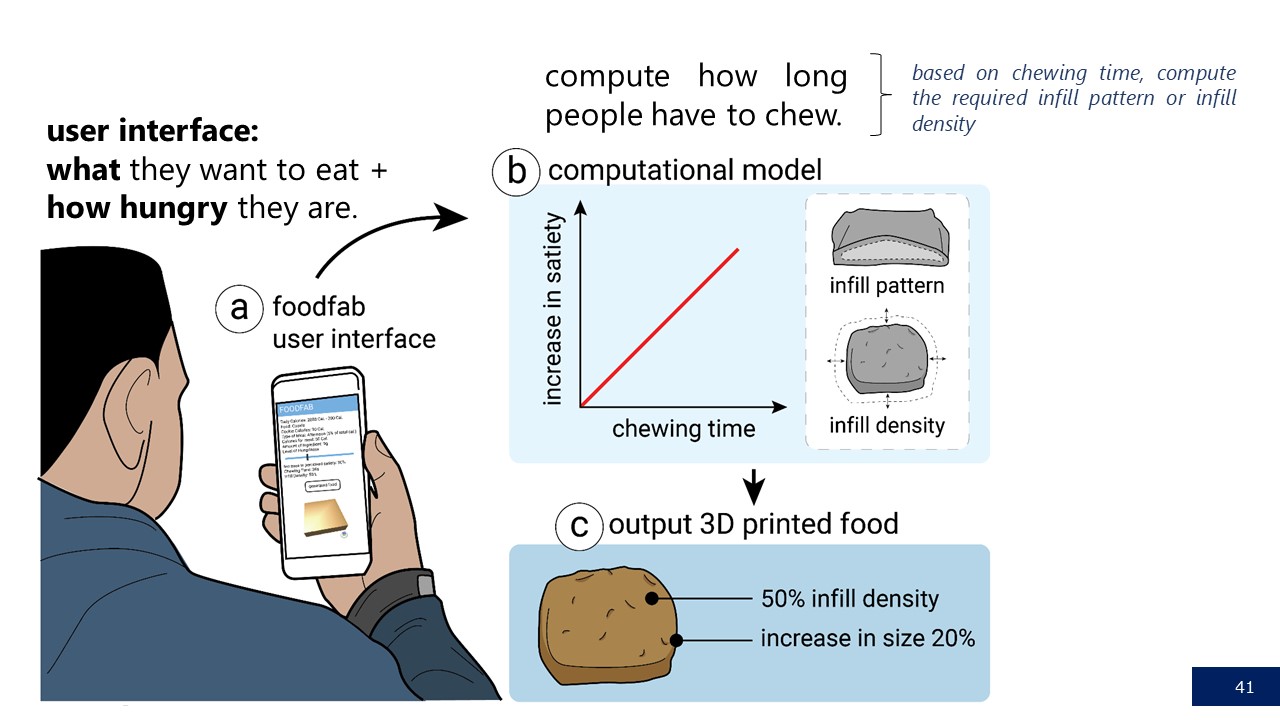 compute how long
people have to chew.
based on chewing time, compute
the required infill pattern or infill
density
user interface:
what they want to eat +
how hungry they are.
b computational model
increase in satiety
chewing time
infill pattern
infill density
a foodfab
user interface
FOODFAB
c output 3D printed food
50% infill density
increase in size 20%
41